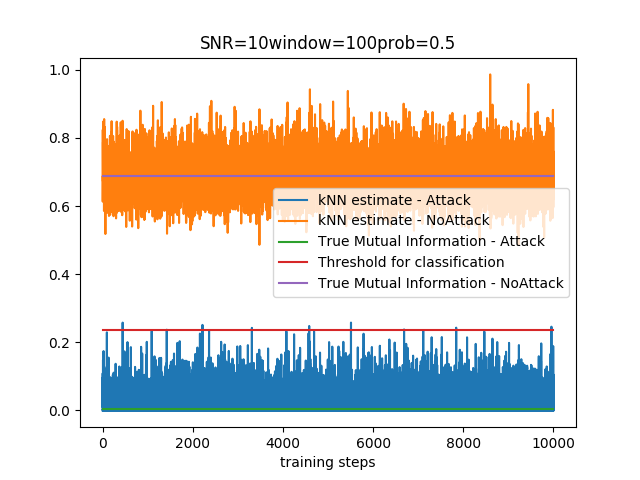 SNR=10window=100prob=0.5
1.0
0.8
0.6
0.4
0.2
0.0
kNN estimate - Attack
kNN estimate - NoAttack
True Mutual Information - Attack
Threshold for classification
True Mutual Information - NoAttack
0 2000 4000 6000 8000 10000
training steps